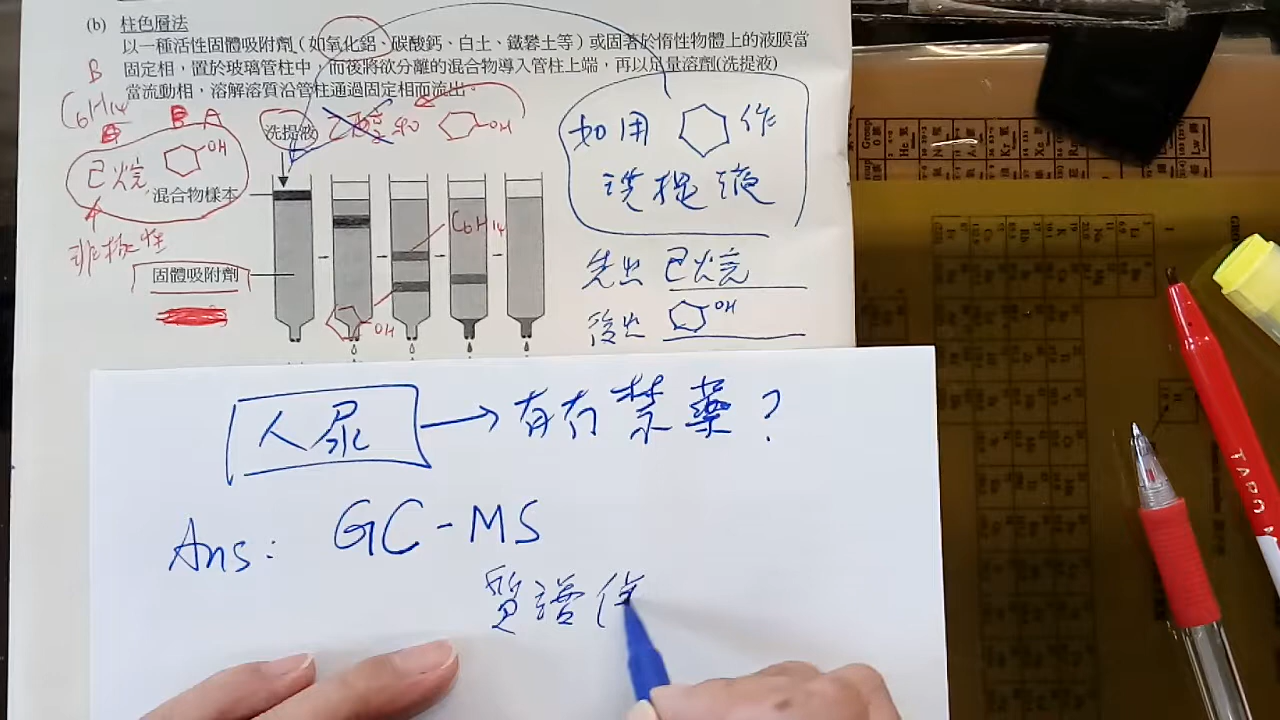 (b) 柱色層法
以一種活性固體吸附劑（如氧化鋁、碳酸鈣、白土、鐵礬土等）或固著於惰性物體上的液膜當
固定相，置於玻璃管柱中，而後將欲分離的混合物導入管柱上端，再以足量溶劑(洗提液)
當流動相，溶解溶質沿管柱通過固定相而流出
B
C6H14
B A
OH
己烷
非極性
洗提液
如
OH
混合物樣本
固體吸附劑
C6H14
OH
如用 作
洗提液
先出 己烷
後出 OH
人尿 → 有冇禁藥？
Ans: GC-MS
質譜
Group
TARO